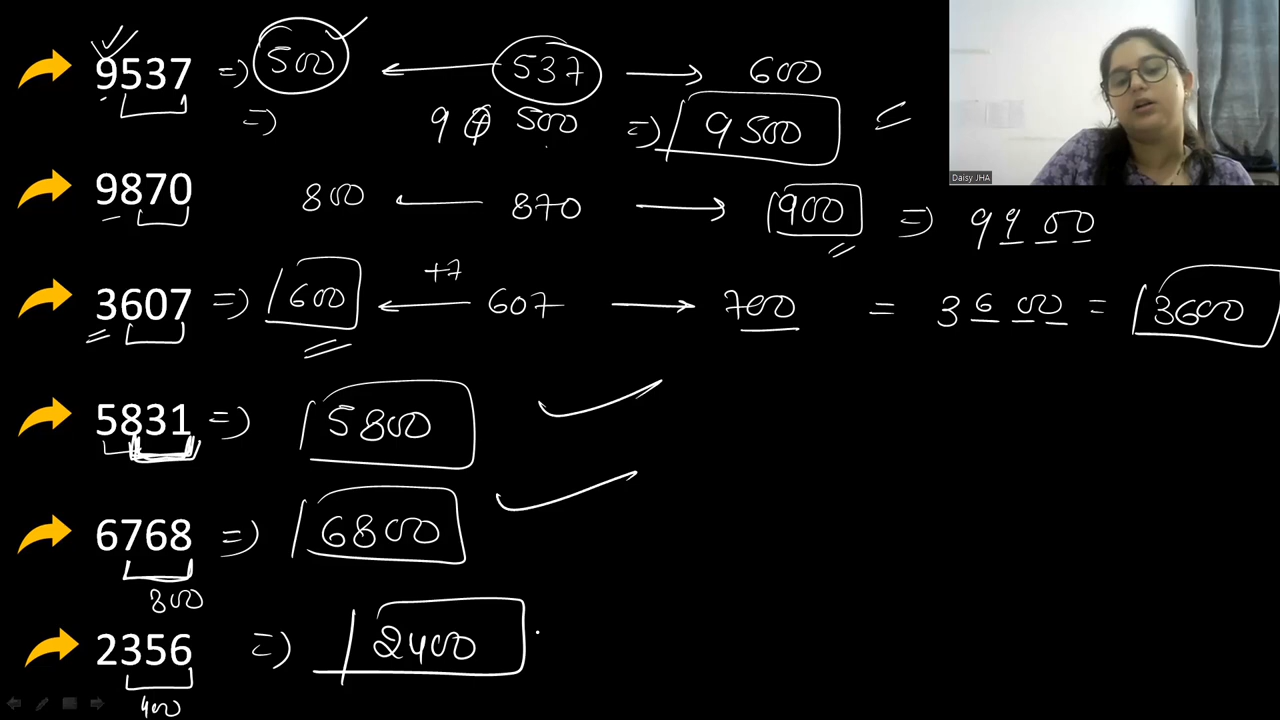 9537 => 500 ← 537 → 600
=> 9 500 => 9500
Daisy JHA
9870 800 ← 870 → 900 => 9900
+7
3607 => 600 ← 607 → 700 = 3600 = 3600
5831 => 5800
6768 => 6800
800
2356 => 2400
400